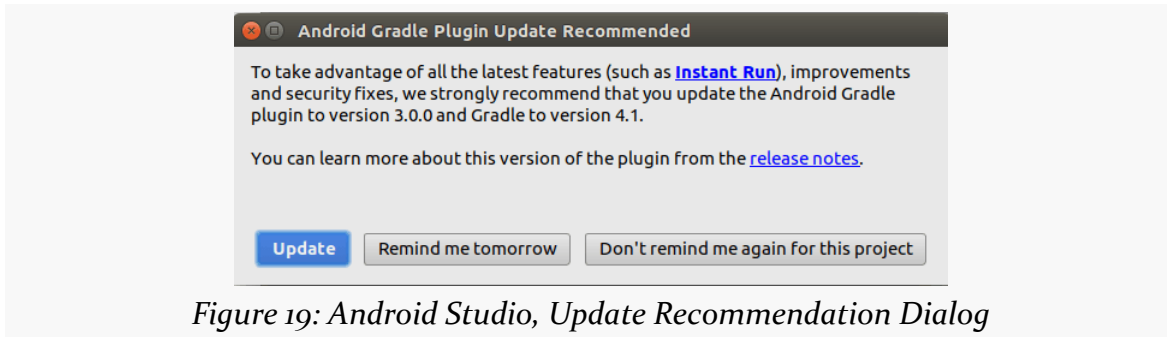 Android Gradle Plugin Update Recommended
To take advantage of all the latest features (such as Instant Run), improvements
and security fixes, we strongly recommend that you update the Android Gradle
plugin to version 3.0.0 and Gradle to version 4.1.
You can learn more about this version of the plugin from the release notes.
Update Remind me tomorrow Don't remind me again for this project
Figure 19: Android Studio, Update Recommendation Dialog